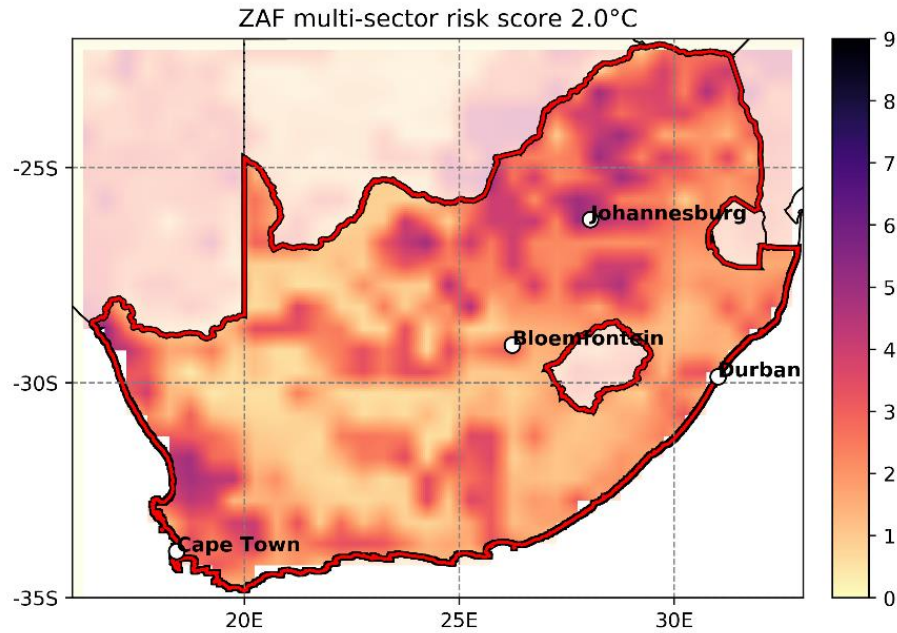 ZAF multi-sector risk score 2.0°C
9
8
7
-25S
6
Johannesburg
5
4
Bloemfontein
3
-30S
Durban
2
1
Cape Town
-35S
0
20E
25E
30E